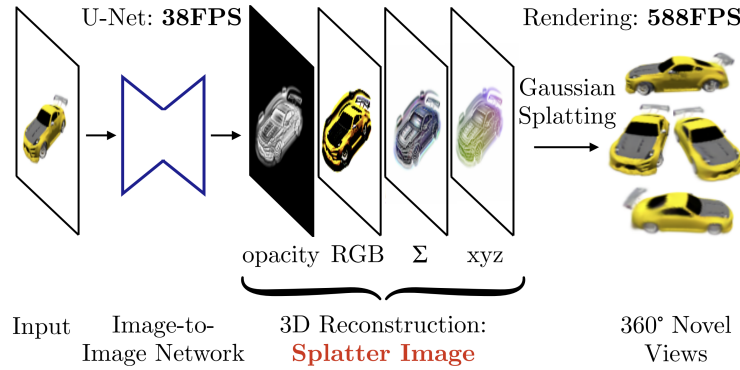 U-Net: 38FPS
Rendering: 588FPS
Gaussian
Splatting
opacity RGB Σ xyz
Input
Image-to-
Image Network
3D Reconstruction:
Splatter Image
360° Novel
Views